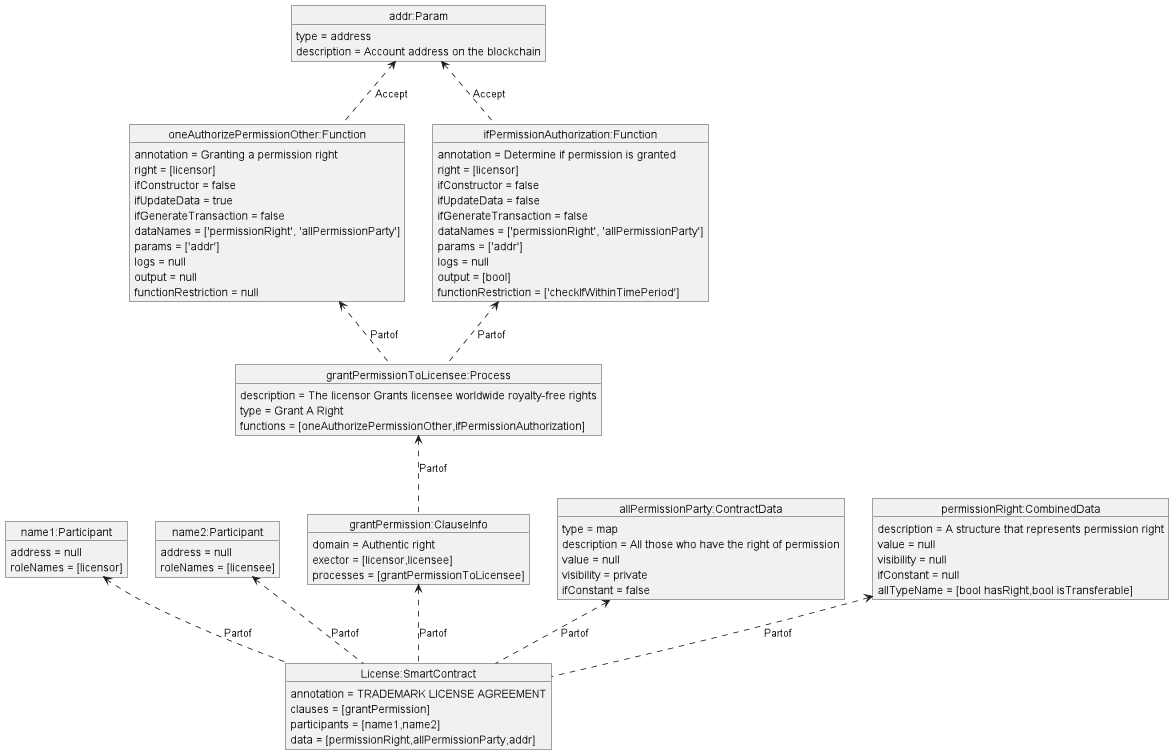 addr:Param
type = address
description = Account address on the blockchain
Accept
Accept
oneAuthorizePermissionOther:Function
annotation = Granting a permission right
right = [licensor]
ifConstructor = false
ifUpdateData = true
ifGenerateTransaction = false
dataNames = ['permissionRight', 'allPermissionParty']
params = ['addr']
logs = null
output = null
functionRestriction = null
ifPermissionAuthorization:Function
annotation = Determine if permission is granted
right = [licensor]
ifConstructor = false
ifUpdateData = false
ifGenerateTransaction = false
dataNames = ['permissionRight', 'allPermissionParty']
params = ['addr']
logs = null
output = [bool]
functionRestriction = ['checkIfWithinTimePeriod']
Partof
Partof
grantPermissionToLicensee:Process
description = The licensor Grants licensee worldwide royalty-free rights
type = Grant A Right
functions = [oneAuthorizePermissionOther,ifPermissionAuthorization]
Partof
name1:Participant
address = null
roleNames = [licensor]
name2:Participant
address = null
roleNames = [licensee]
grantPermission:ClauseInfo
domain = Authentic right
exector = [licensor,licensee]
processes = [grantPermissionToLicensee]
allPermissionParty:ContractData
type = map
description = All those who have the right of permission
value = null
visibility = private
ifConstant = false
permissionRight:CombinedData
description = A structure that represents permission right
value = null
visibility = null
ifConstant = null
allTypeName = [bool hasRight,bool isTransferable]
Partof
Partof
Partof
Partof
Partof
License:SmartContract
annotation = TRADEMARK LICENSE AGREEMENT
clauses = [grantPermission]
participants = [name1,name2]
data = [permissionRight,allPermissionParty,addr]